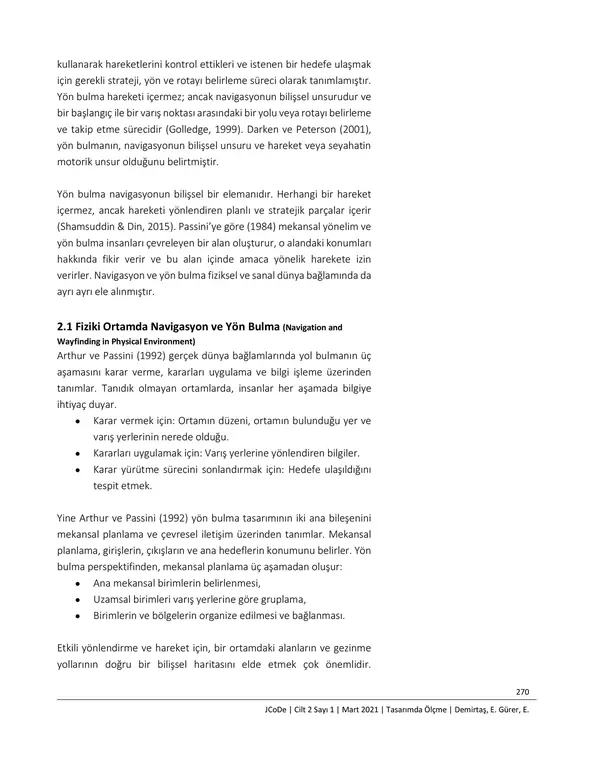 kullanarak hareketlerini kontrol ettikleri ve istenen bir hedefe ulaşmak
için gerekli strateji, yön ve rotayı belirleme süreci olarak tanımlamıştır.
Yön bulma hareketi içermez; ancak navigasyonun bilişsel unsurudur ve
bir başlangıç ile bir varış noktası arasındaki bir yolu veya rotayı belirleme
ve takip etme sürecidir (Golledge, 1999). Darken ve Peterson (2001),
yön bulmanın, navigasyonun bilişsel unsuru ve hareket veya seyahatin
motorik unsur olduğunu belirtmiştir.
Yön bulma navigasyonun bilişsel bir elemanıdır. Herhangi bir hareket
içermez, ancak hareketi yönlendiren planlı ve stratejik parçalar içerir
(Shamsuddin & Din, 2015). Passini'ye göre (1984) mekansal yönelim ve
yön bulma insanları çevreleyen bir alan oluşturur, o alandaki konumları
hakkında fikir verir ve bu alan içinde amaca yönelik harekete izin
verirler. Navigasyon ve yön bulma fiziksel ve sanal dünya bağlamında da
ayrı ayrı ele alınmıştır.
2.1 Fiziki Ortamda Navigasyon ve Yön Bulma (Navigation and
Wayfinding in Physical Environment)
Arthur ve Passini (1992) gerçek dünya bağlamlarında yol bulmanın üç
aşamasını karar verme, kararları uygulama ve bilgi işleme üzerinden
tanımlar. Tanıdık olmayan ortamlarda, insanlar her aşamada bilgiye
ihtiyaç duyar.
● Karar vermek için: Ortamın düzeni, ortamın bulunduğu yer ve
varış yerlerinin nerede olduğu.
● Kararları uygulamak için: Varış yerlerine yönlendiren bilgiler.
● Karar yürütme sürecini sonlandırmak için: Hedefe ulaşıldığını
tespit etmek.
Yine Arthur ve Passini (1992) yön bulma tasarımının iki ana bileşenini
mekansal planlama ve çevresel iletişim üzerinden tanımlar. Mekansal
planlama, girişlerin, çıkışların ve ana hedeflerin konumunu belirler. Yön
bulma perspektifinden, mekansal planlama üç aşamadan oluşur:
● Ana mekansal birimlerin belirlenmesi,
● Uzamsal birimleri varış yerlerine göre gruplama,
● Birimlerin ve bölgelerin organize edilmesi ve bağlanması.
Etkili yönlendirme ve hareket için, bir ortamdaki alanların ve gezinme
yollarının doğru bir bilişsel haritasını elde etmek çok önemlidir.
270
JCoDe | Cilt 2 Sayı 1 | Mart 2021 | Tasarımda Ölçme | Demirtaş, E. Gürer, E.